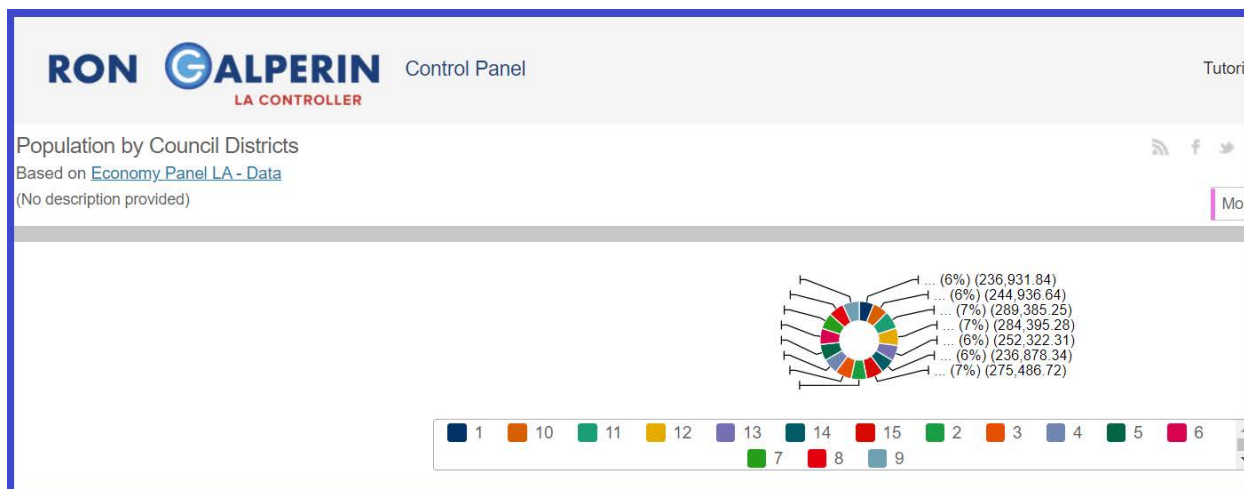 RON GALPERIN Control Panel Tutori
LA CONTROLLER
Population by Council Districts
Based on Economy Panel LA - Data
(No description provided)
Mo
... (6%) (236,931.84)
... (6%) (244,936.64)
... (7%) (289,385.25)
... (7%) (284,395.28)
... (6%) (252,322.31)
... (6%) (236,878.34)
... (7%) (275,486.72)
1 10 11 12 13 14 15 2 3 4 5 6
7 8 9